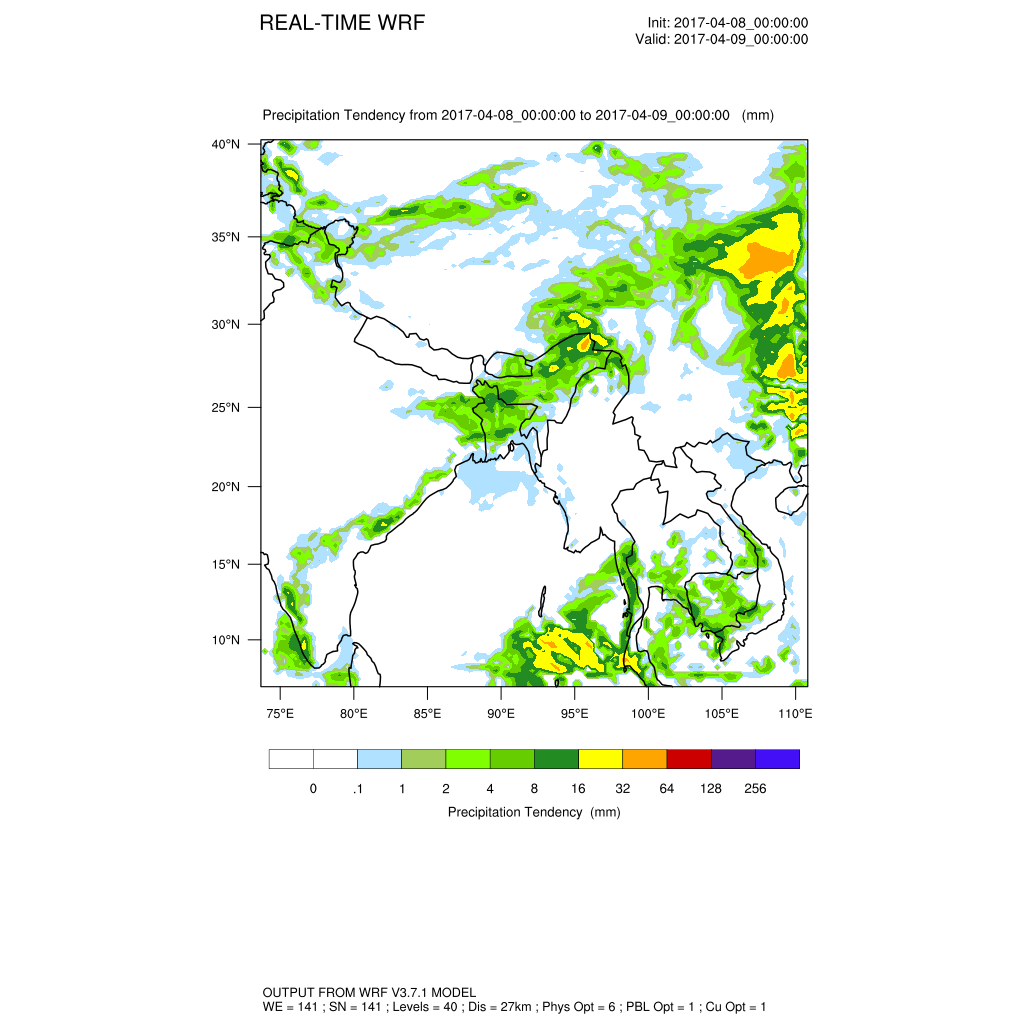 REAL-TIME WRF
Init: 2017-04-08_00:00:00
Valid: 2017-04-09_00:00:00
Precipitation Tendency from 2017-04-08_00:00:00 to 2017-04-09_00:00:00 (mm)
40°N
35°N
30°N
25°N
20°N
15°N
10°N
75°E 80°E 85°E 90°E 95°E 100°E 105°E 110°E
0 .1 1 2 4 8 16 32 64 128 256
Precipitation Tendency (mm)
OUTPUT FROM WRF V3.7.1 MODEL
WE = 141 ; SN = 141 ; Levels = 40 ; Dis = 27km ; Phys Opt = 6 ; PBL Opt = 1 ; Cu Opt = 1